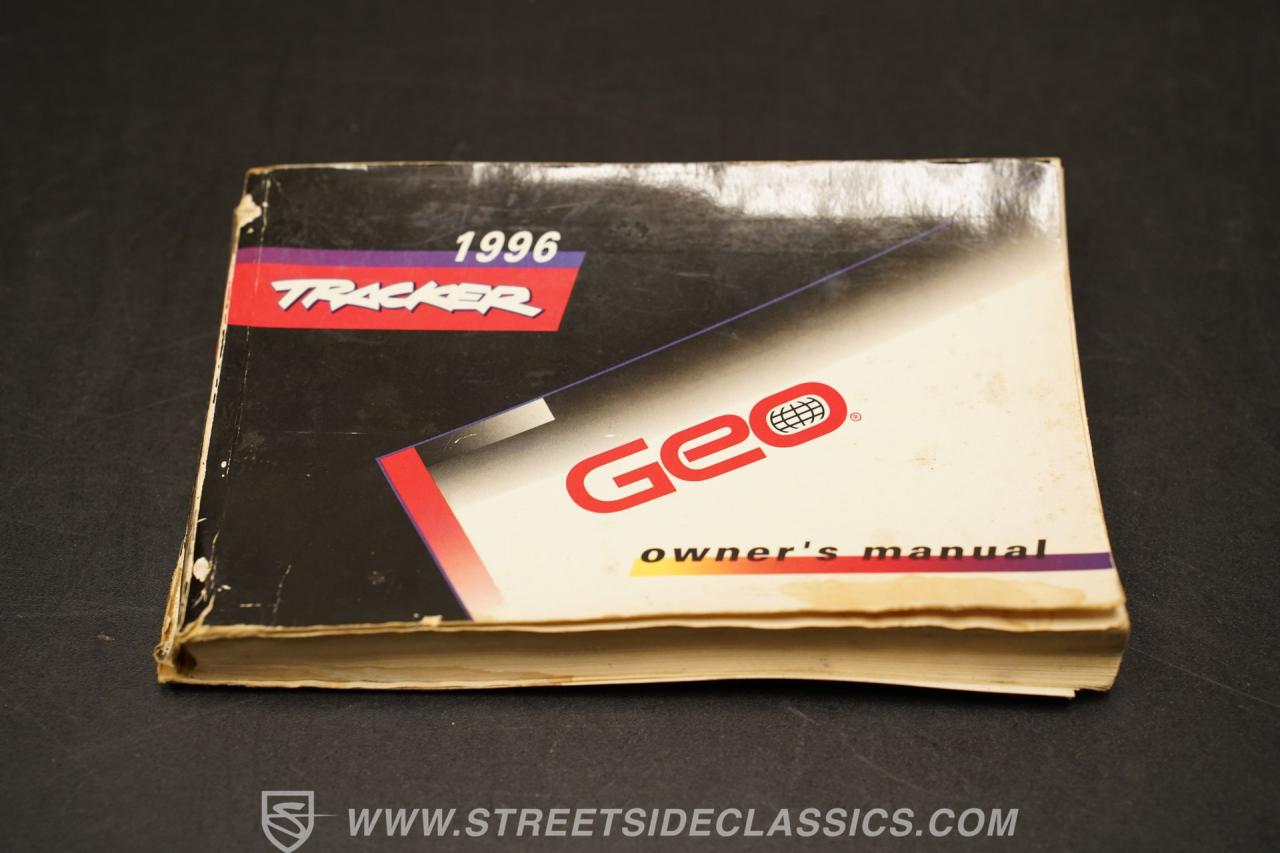 1996
TRACKER
Geo®
owner's manual
WWW.STREETSIDECLASSICS.COM